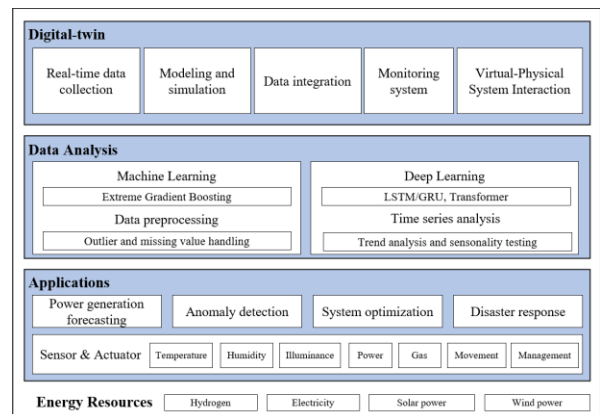 Digital-twin
Real-time data
collection
Modeling and
simulation
Data integration
Monitoring
system
Virtual-Physical
System Interaction
Data Analysis
Machine Learning
Extreme Gradient Boosting
Data preprocessing
Outlier and missing value handling
Deep Learning
LSTM/GRU, Transformer
Time series analysis
Trend analysis and sensonality testing
Applications
Power generation
forecasting
Anomaly detection
System optimization
Disaster response
Sensor & Actuator
Temperature
Humidity
Illuminance
Power
Gas
Movement
Management
Energy Resources
Hydrogen
Electricity
Solar power
Wind power